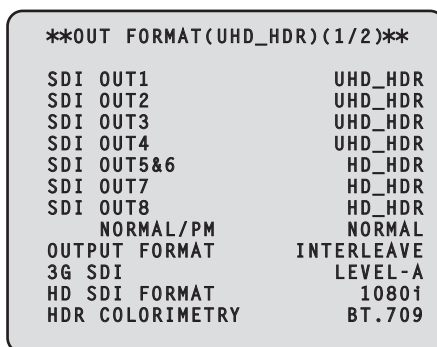 **OUT FORMAT(UHD_HDR)(1/2)**
SDI OUT1 UHD_HDR
SDI OUT2 UHD_HDR
SDI OUT3 UHD_HDR
SDI OUT4 UHD_HDR
SDI OUT5&6 HD_HDR
SDI OUT7 HD_HDR
SDI OUT8 HD_HDR
NORMAL/PM NORMAL
OUTPUT FORMAT INTERLEAVE
3G SDI LEVEL-A
HD SDI FORMAT 1080i
HDR COLORIMETRY BT.709